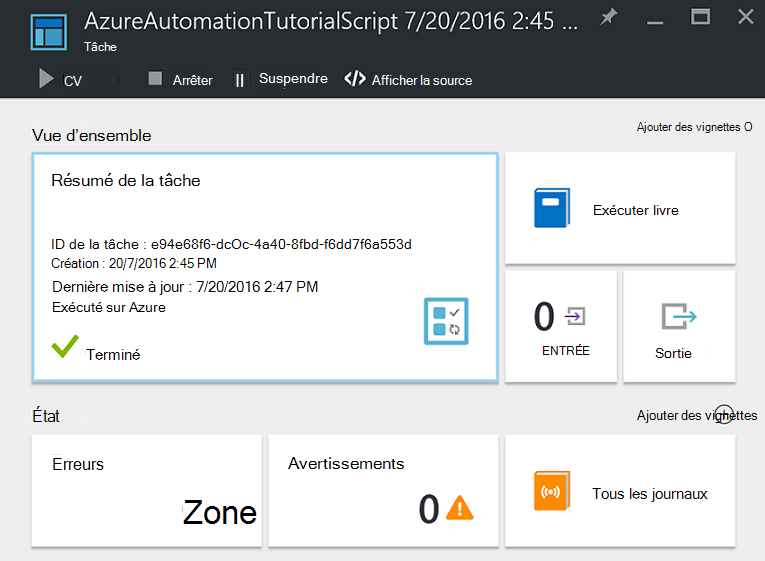 AzureAutomationTutorialScript 7/20/2016 2:45 ...
Tâche
CV
Arrêter
Suspendre
Afficher la source
Vue d’ensemble
Ajouter des vignettes O
Résumé de la tâche
ID de la tâche : e94e68f6-dcOc-4a40-8fbd-f6dd7f6a553d
Création : 20/7/2016 2:45 PM
Dernière mise à jour : 7/20/2016 2:47 PM
Exécuté sur Azure
Terminé
Exécuter livre
0
ENTRÉE
Sortie
État
Ajouter des vignettes
Erreurs
Zone
Avertissements
0
Tous les journaux